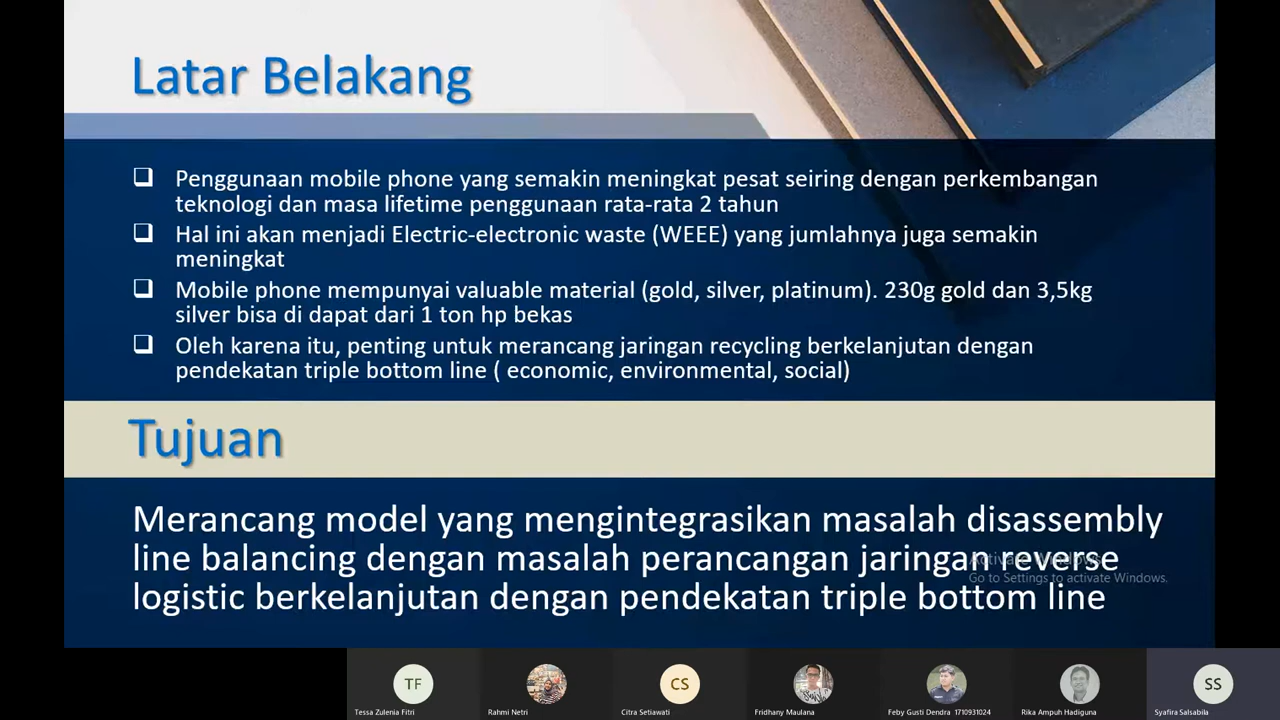 Latar Belakang
Penggunaan mobile phone yang semakin meningkat pesat seiring dengan perkembangan
teknologi dan masa lifetime penggunaan rata-rata 2 tahun
Hal ini akan menjadi Electric-electronic waste (WEEE) yang jumlahnya juga semakin
meningkat
Mobile phone mempunyai valuable material (gold, silver, platinum). 230g gold dan 3,5kg
silver bisa di dapat dari 1 ton hp bekas
Oleh karena itu, penting untuk merancang jaringan recycling berkelanjutan dengan
pendekatan triple bottom line ( economic, environmental, social)
Tujuan
Merancang model yang mengintegrasikan masalah disassembly
line balancing dengan masalah perancangan jaringan reverse
logistic berkelanjutan dengan pendekatan triple bottom line
Activate Windows
Go to Settings to activate Windows.
TF
CS
SS
Tessa Zulenia Fitri
Rahmi Netri
Citra Setiawati
Fridhany Maulana
Feby Gusti Dendra 1710931024
Rika Ampuh Hadiguna
Syafira Salsabila